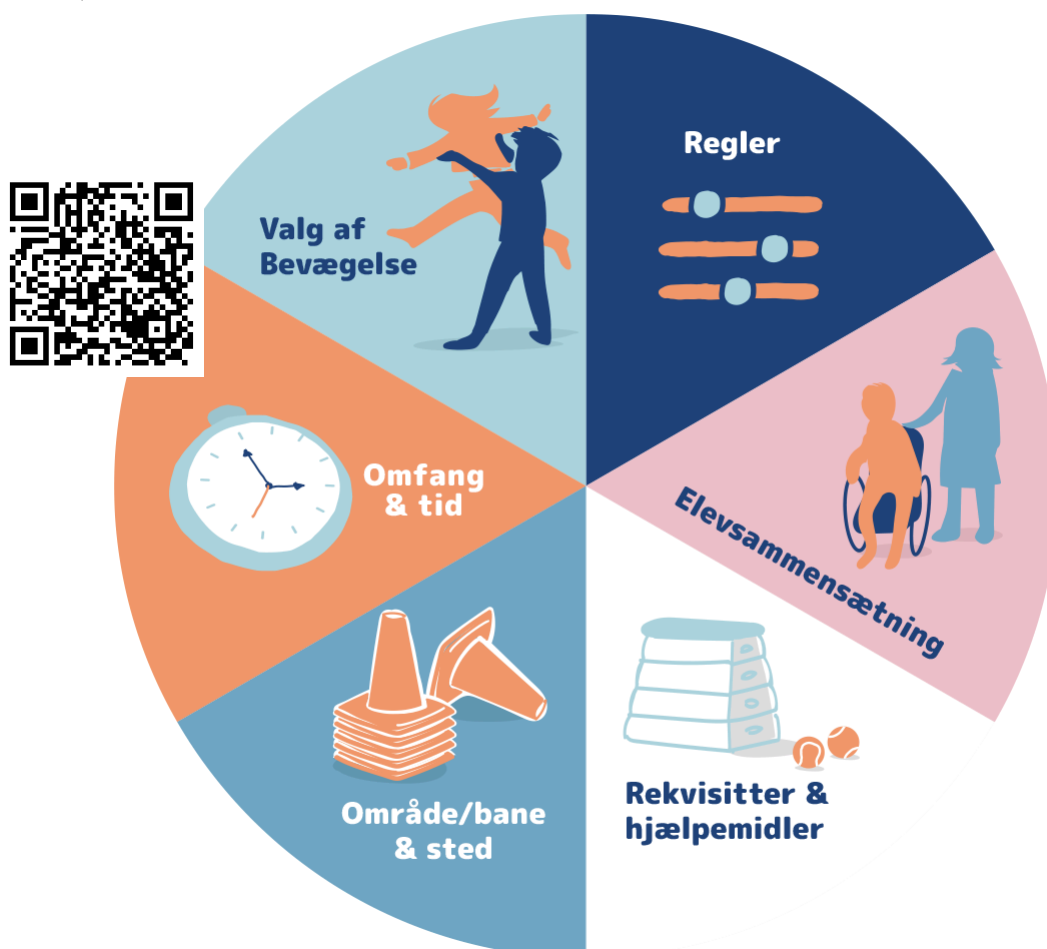 Regler
Valg af
Bevægelse
Omfang
& tid
Elevsammensætning
Rekvisitter &
hjælpemidler
Område/bane
& sted